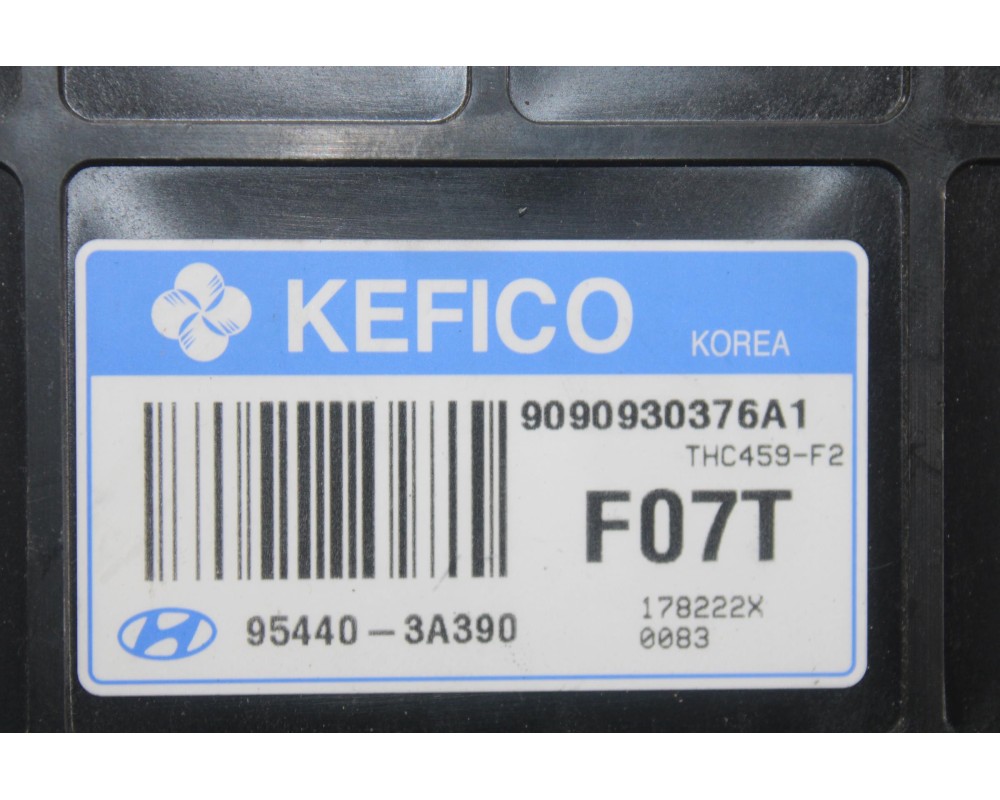 KEFICO KOREA
9090930376A1
THC459-F2
F07T
178222X
0083
95440-3A390